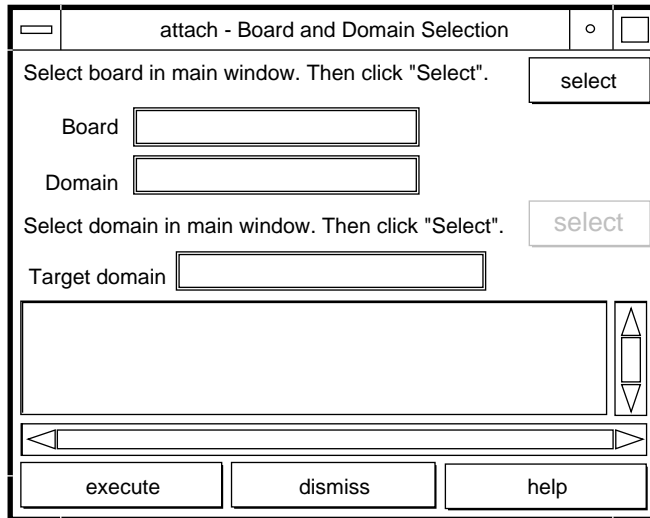 attach - Board and Domain Selection
Select board in main window. Then click "Select".
select
Board
Domain
Select domain in main window. Then click "Select".
select
Target domain
execute
dismiss
help